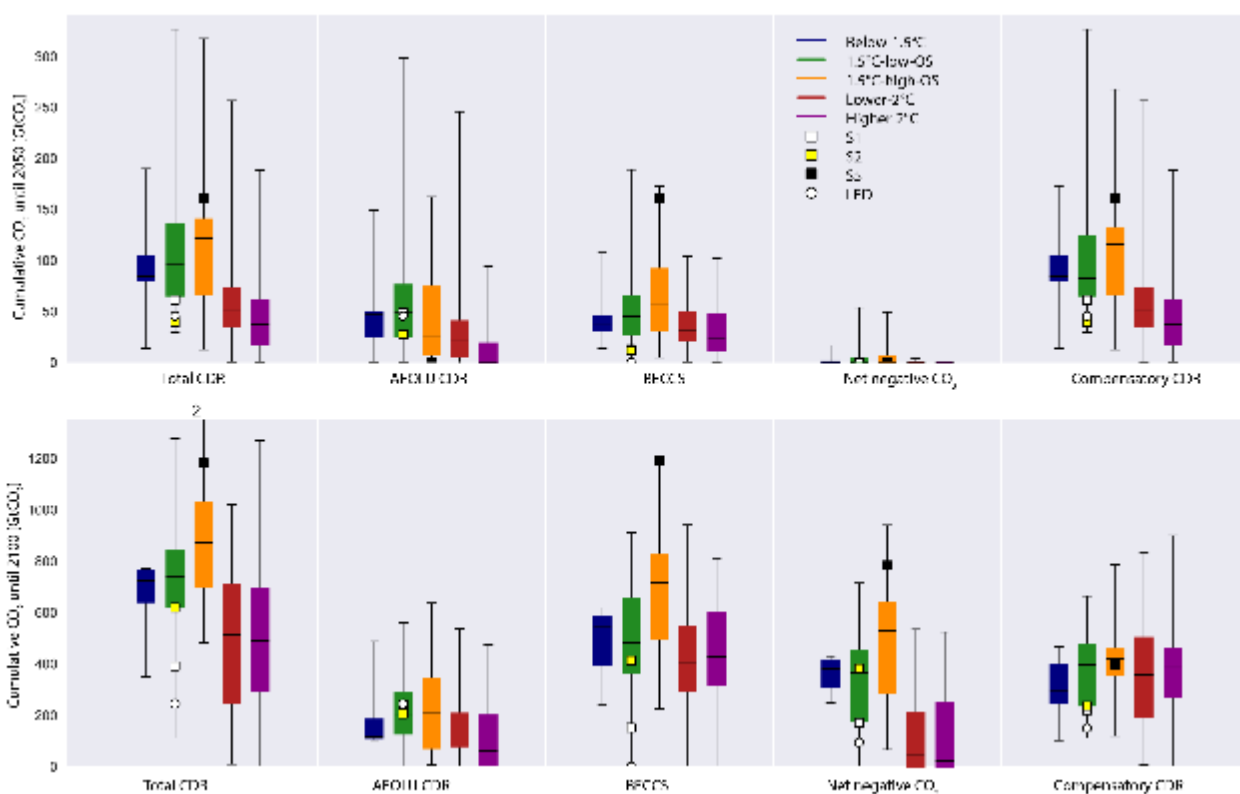 Cumulative CO₂ until 2050 [GtCO₂]
300
250
200
150
100
50
0
Below-1.5°C
1.5°C-low-OS
1.5°C-high-OS
Lower-2°C
Higher-2°C
S1
S2
S5
LED
Total CDR
AFOLU CDR
BECCS
Net negative CO₂
Compensatory CDR
2
Cumulative CO₂ until 2100 [GtCO₂]
1200
1000
800
600
400
200
0
Total CDR
AFOLU CDR
BECCS
Net negative CO₂
Compensatory CDR